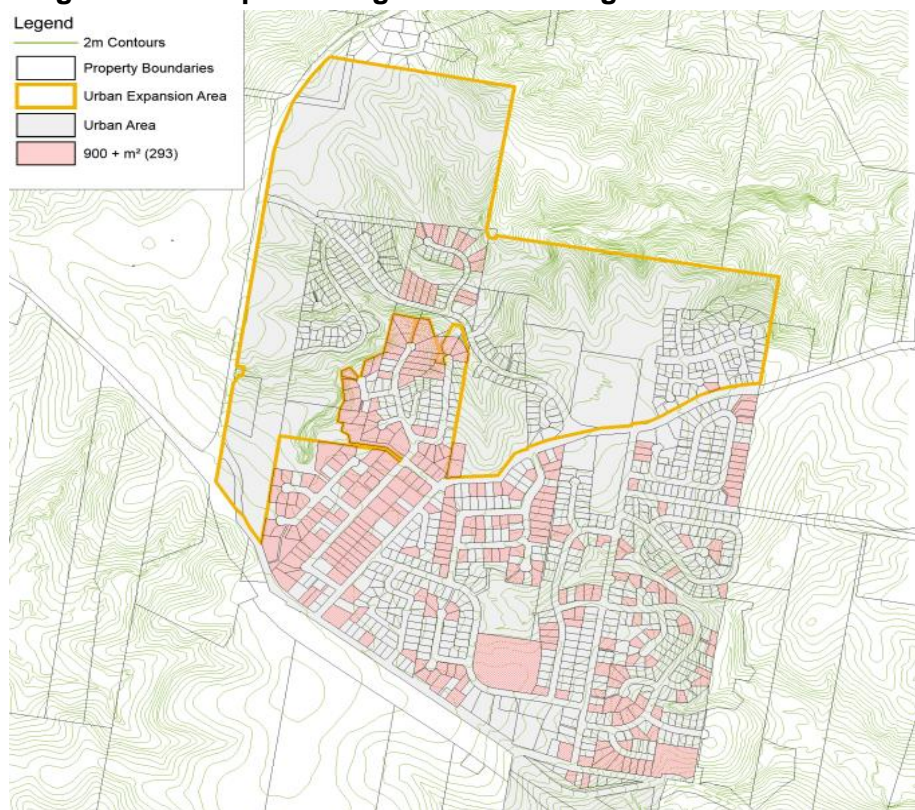 Legend
2m Contours
Property Boundaries
Urban Expansion Area
Urban Area
900 + m² (293)